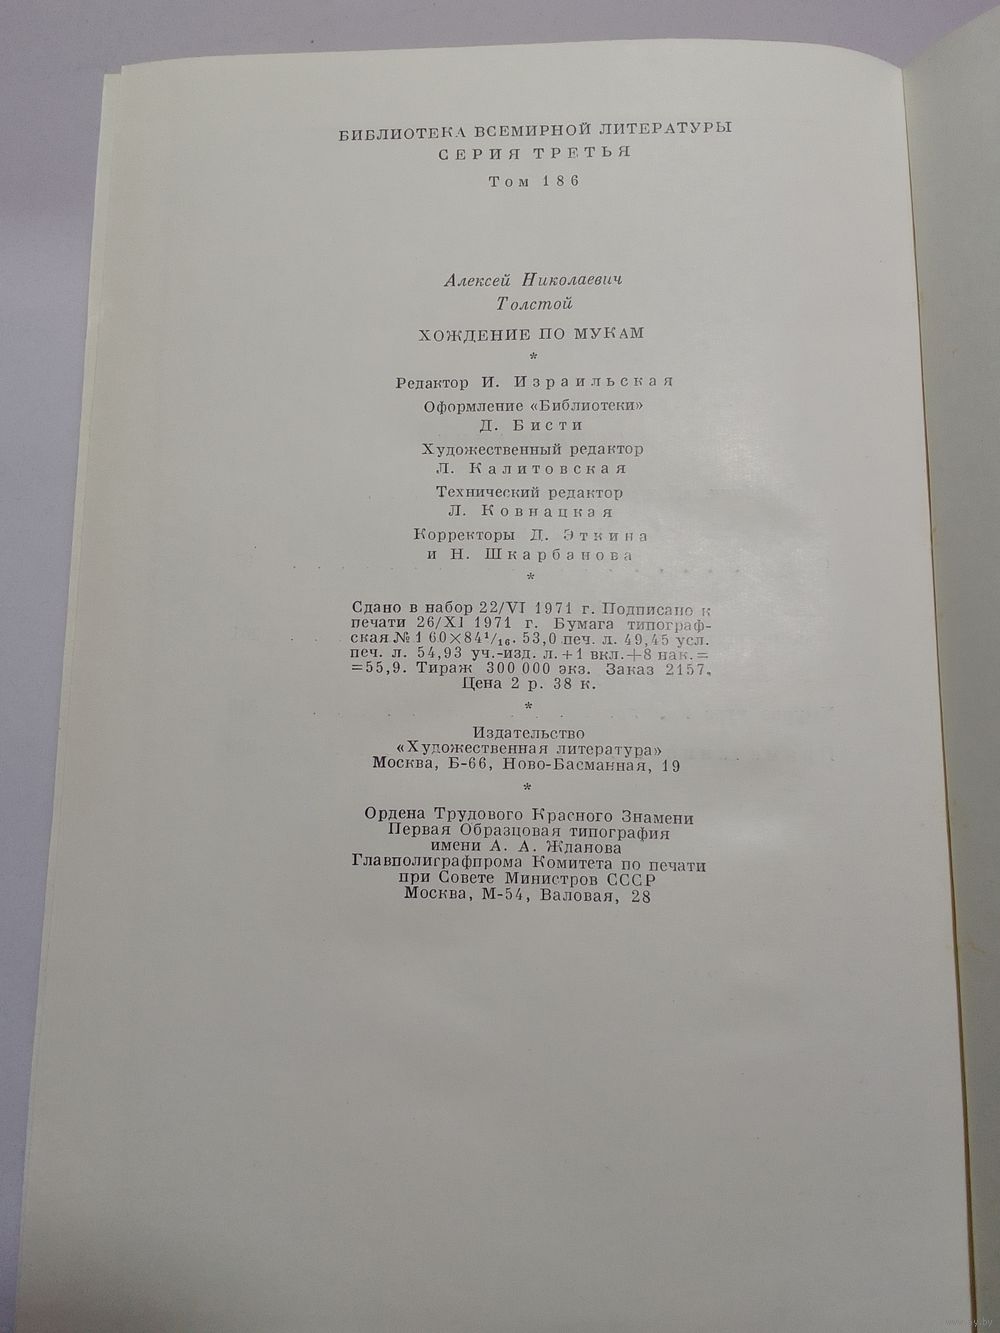 БИБЛИОТЕКА ВСЕМИРНОЙ ЛИТЕРАТУРЫ
СЕРИЯ ТРЕТЬЯ
Том 186
Алексей Николаевич
Толстой
ХОЖДЕНИЕ ПО МУКАМ
*
Редактор И. Израильская
Оформление «Библиотеки»
Д. Бисти
Художественный редактор
Л. Калитовская
Технический редактор
Л. Ковнацкая
Корректоры Д. Эткина
и Н. Шкарбанова
*
Сдано в набор 22/VI 1971 г. Подписано к
печати 26/XI 1971 г. Бумага типограф-
ская № 1 60×84¹/₁₆. 53,0 печ. л. 49,45 усл.
печ. л. 54,93 уч.-изд. л. + 1 вкл. + 8 нак. =
=55,9. Тираж 300 000 экз. Заказ 2157.
Цена 2 р. 38 к.
*
Издательство
«Художественная литература»
Москва, Б-66, Ново-Басманная, 19
*
Ордена Трудового Красного Знамени
Первая Образцовая типография
имени А. А. Жданова
Главполиграфпрома Комитета по печати
при Совете Министров СССР
Москва, М-54, Валовая, 28